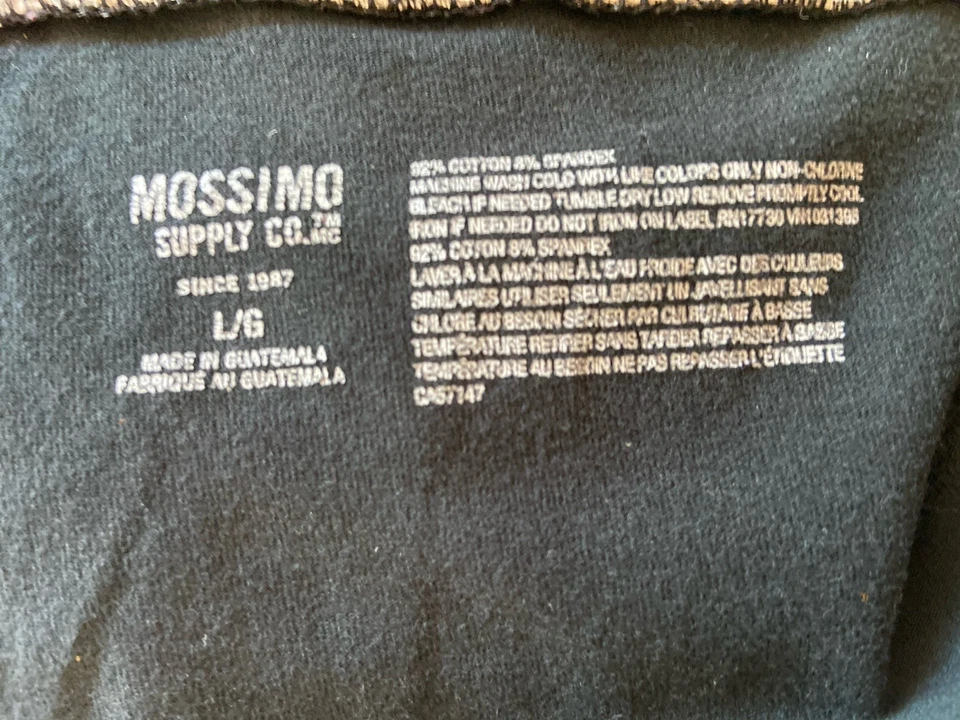 MOSSIMO
SUPPLY CO.
SINCE 1987
L/G
MADE IN GUATEMALA
FABRIQUE AU GUATEMALA
92% COTTON 8% SPANDEX
MACHINE WASH COLD WITH LIKE COLORS ONLY NON-CHLORINE
BLEACH IF NEEDED TUMBLE DRY LOW REMOVE PROMPTLY COOL
IRON IF NEEDED DO NOT IRON ON LABEL RN17730 VN1031398
92% COTON 8% SPANDEX
LAVER À LA MACHINE À L'EAU FROIDE AVEC DES COULEURS
SIMILAIRES UTILISER SEULEMENT UN JAVELLISANT SANS
CHLORE AU BESOIN SÉCHER PAR CULBUTAGE À BASSE
TEMPÉRATURE RETIRER SANS TARDER REPASSER À BASSE
TEMPÉRATURE AU BESOIN NE PAS REPASSER L'ÉTIQUETTE
CA57147